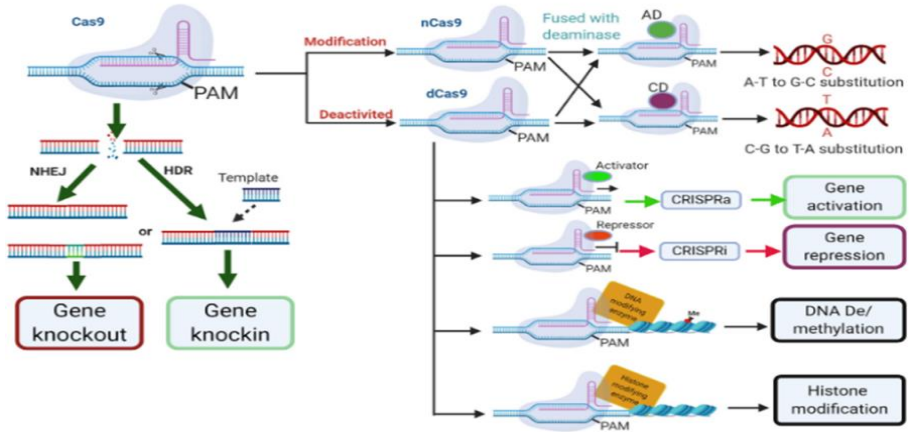 Cas9
PAM
Modification
Deactivited
nCas9
PAM
dCas9
PAM
Fused with
deaminase
AD
PAM
CD
PAM
G
C
A-T to G-C substitution
T
A
C-G to T-A substitution
NHEJ
HDR
Template
or
Gene
knockout
Gene
knockin
Activator
PAM
CRISPRa
Gene
activation
Repressor
PAM
CRISPRi
Gene
repression
DNA
modifying
enzyme
Me
PAM
DNA De/
methylation
Histone
modifying
enzyme
PAM
Histone
modification